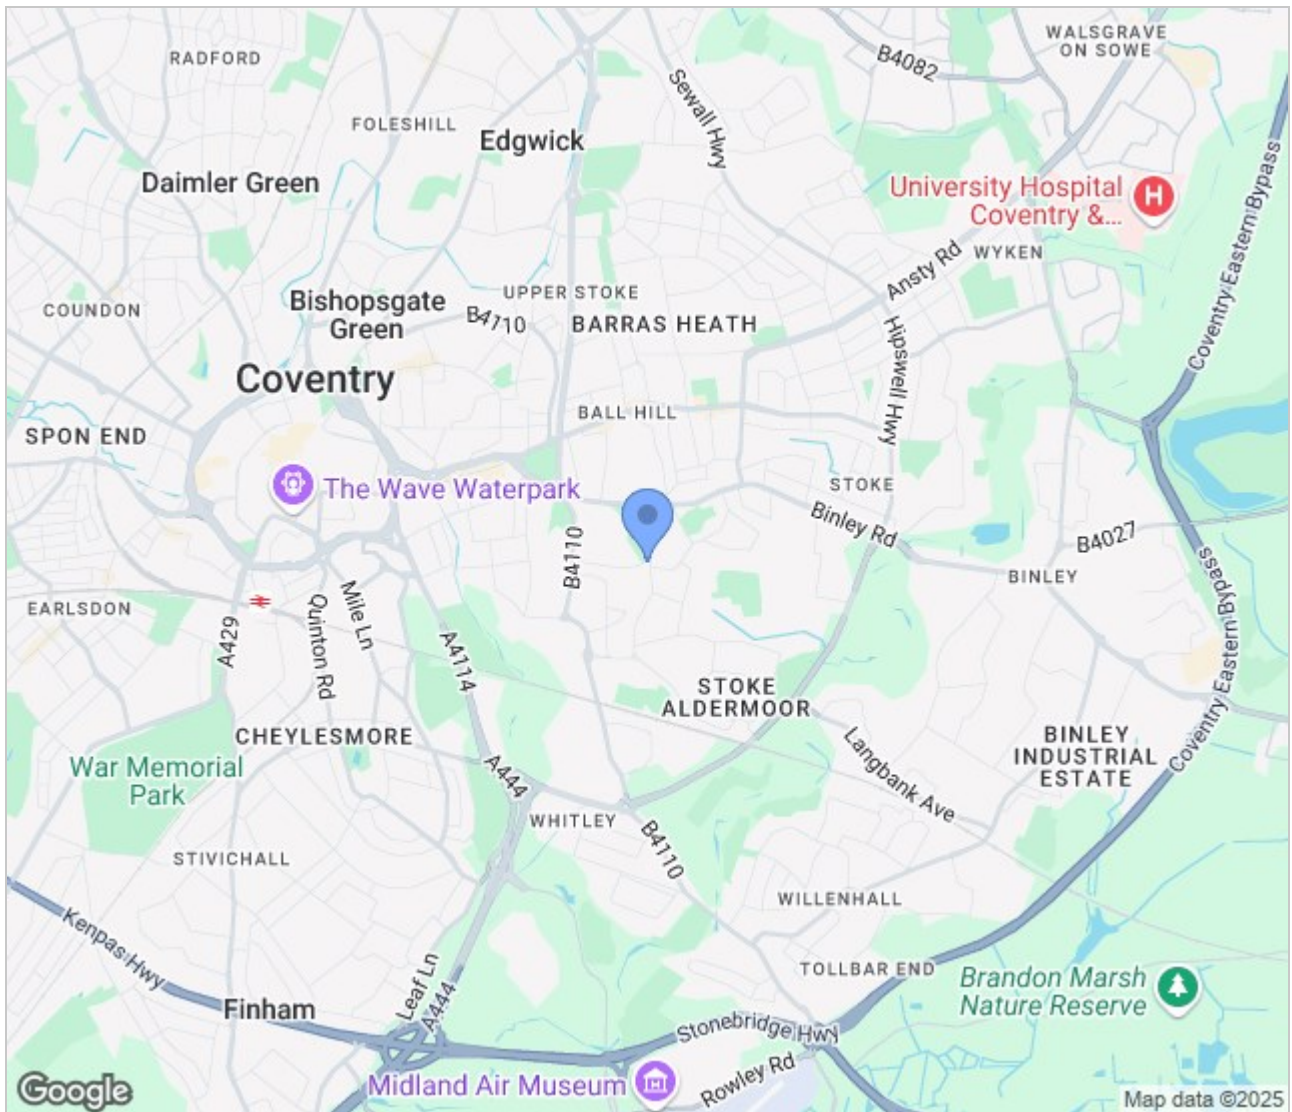 RADFORD
WALSGRAVE
ON SOWE
B4082
Sewall Hwy
FOLESHILL
Edgwick
Daimler Green
University Hospital
Coventry &...
H
Coventry Eastern Bypass
WYKEN
Ansty Rd
COUNDON
Bishopsgate
Green
UPPER STOKE
B4710
BARRAS HEATH
Hipswell Hwy
Coventry
BALL HILL
SPON END
The Wave Waterpark
STOKE
Binley Rd
B4110
B4027
BINLEY
Coventry Eastern Bypass
EARLSDON
A429
Quinton Rd
Mile Ln
A4114
STOKE
ALDERMOOR
CHEYLESMORE
War Memorial
Park
A444
Langbank Ave
BINLEY
INDUSTRIAL
ESTATE
WHITLEY
B4110
STIVICHALL
WILLENHALL
Kenpas Hwy
Leaf Ln
A444
TOLLBAR END
Brandon Marsh
Nature Reserve
Finham
Stonebridge Hwy
Midland Air Museum
Rowley Rd
Google
Map data ©2025